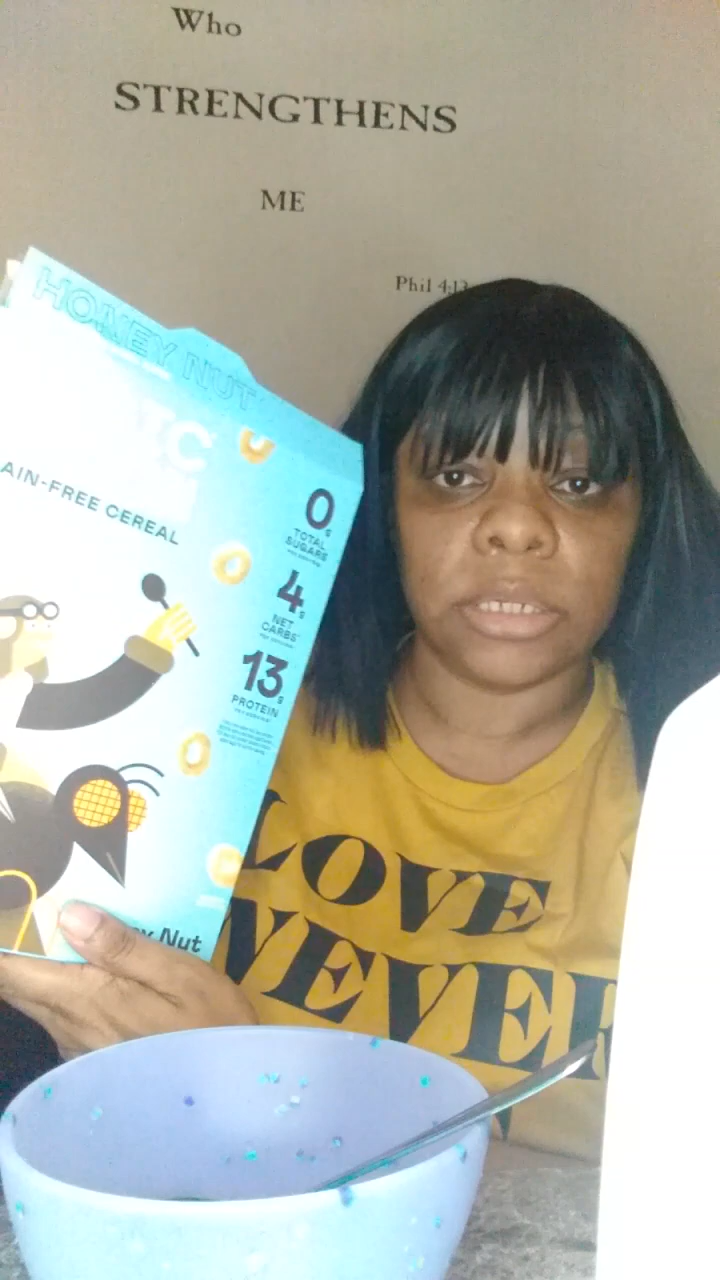 Who
STRENGTHENS
ME
Phil 4:13
HONEY NUT
AIN-FREE CEREAL
0g
TOTAL
SUGARS
4g
NET
CARBS
13g
PROTEIN
Nut
LOVE
NEVER